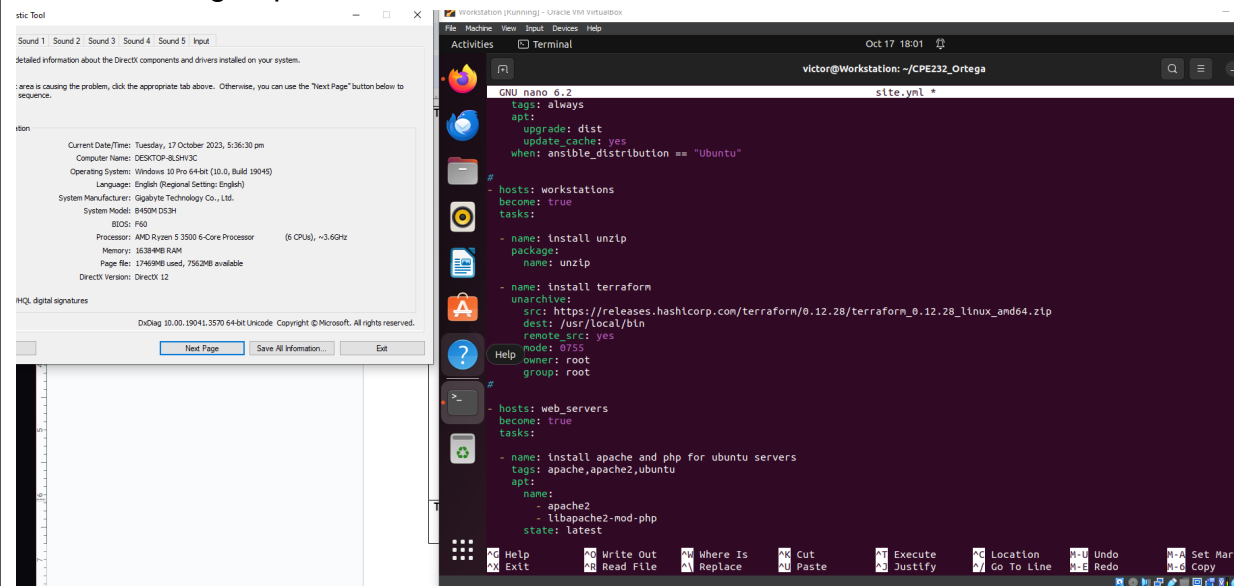 stic Tool
Sound 1 Sound 2 Sound 3 Sound 4 Sound 5 Input
detailed information about the DirectX components and drivers installed on your system.
area is causing the problem, click the appropriate tab above. Otherwise, you can use the "Next Page" button below to
sequence.
Current Date/Time: Tuesday, 17 October 2023, 5:36:30 pm
Computer Name: DESKTOP-8LSHV3C
Operating System: Windows 10 Pro 64-bit (10.0, Build 19045)
Language: English (Regional Setting: English)
System Manufacturer: Gigabyte Technology Co., Ltd.
System Model: B450M DS3H
BIOS: F60
Processor: AMD Ryzen 5 3500 6-Core Processor (6 CPUs), ~3.6GHz
Memory: 16384MB RAM
Page file: 17469MB used, 7562MB available
DirectX Version: DirectX 12
WHQL digital signatures
DxDiag 10.00.19041.3570 64-bit Unicode Copyright © Microsoft. All rights reserved.
Next Page Save All Information... Exit
Workstation [Running] - Oracle VM VirtualBox
File Machine View Input Devices Help
Activities Terminal Oct 17 18:01
victor@Workstation: ~/CPE232_Ortega
GNU nano 6.2 site.yml *
tags: always
apt:
upgrade: dist
update_cache: yes
when: ansible_distribution == "Ubuntu"
#
- hosts: workstations
become: true
tasks:
- name: install unzip
package:
name: unzip
- name: install terraform
unarchive:
src: https://releases.hashicorp.com/terraform/0.12.28/terraform_0.12.28_linux_amd64.zip
dest: /usr/local/bin
remote_src: yes
mode: 0755
Help
owner: root
group: root
#
- hosts: web_servers
become: true
tasks:
- name: install apache and php for ubuntu servers
tags: apache,apache2,ubuntu
apt:
name:
- apache2
- libapache2-mod-php
state: latest
^G Help ^O Write Out ^W Where Is ^K Cut ^T Execute ^C Location M-U Undo M-A Set Mar
^X Exit ^R Read File ^\ Replace ^U Paste ^J Justify ^/ Go To Line M-E Redo M-6 Copy